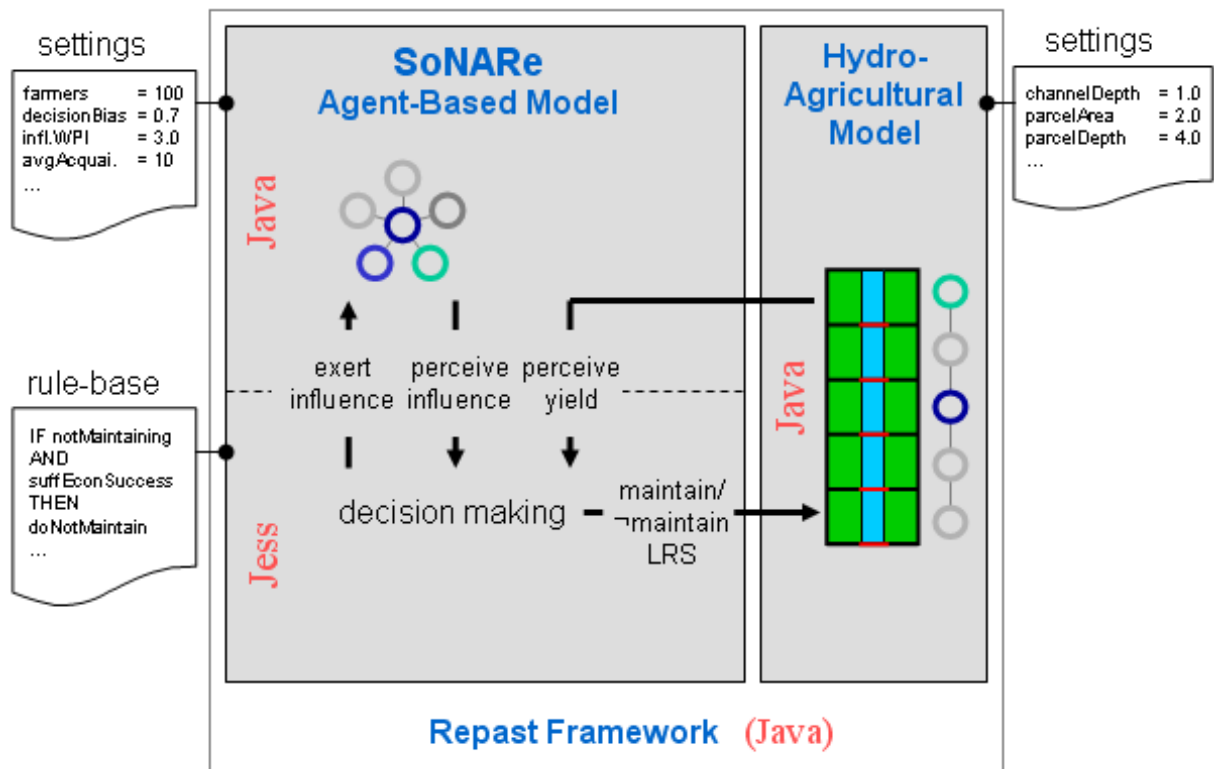 settings
farmers = 100
decisionBias = 0.7
infl.WPI = 3.0
avgAcquai. = 10
...
rule-base
IF notMaintaining
AND
suffEconSuccess
THEN
doNotMaintain
...
SoNARe
Agent-Based Model
Java
exert
influence
perceive
influence
perceive
yield
decision making
maintain/
¬maintain
LRS
Jess
Hydro-
Agricultural
Model
Java
settings
channelDepth = 1.0
parcelArea = 2.0
parcelDepth = 4.0
...
Repast Framework (Java)